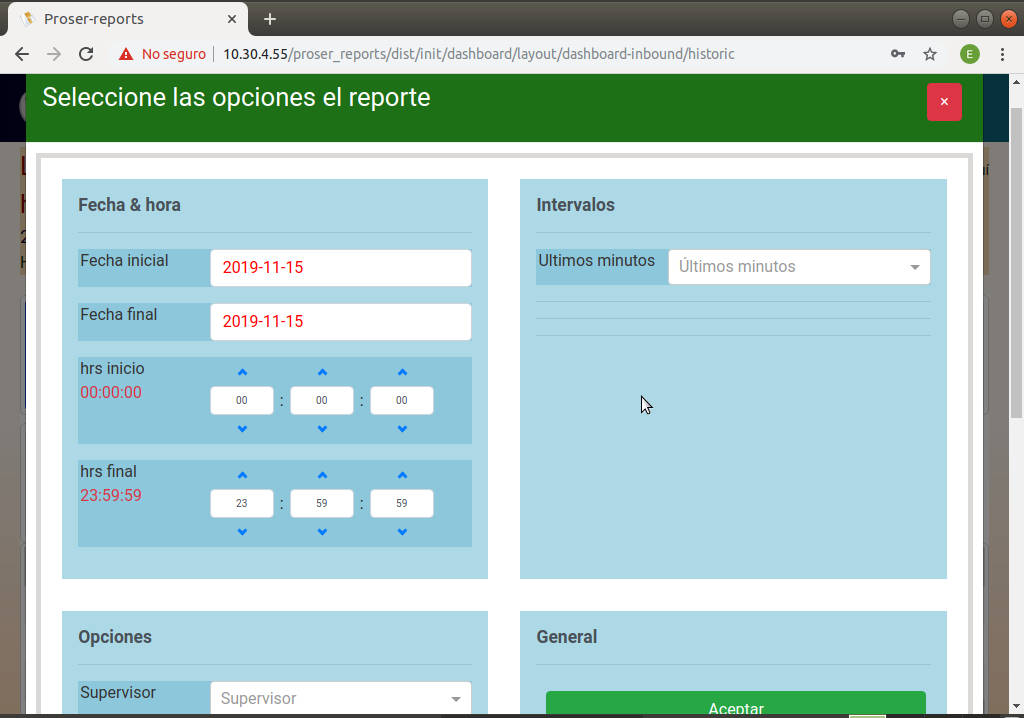 Proser-reports
No seguro
10.30.4.55/proser_reports/dist/init/dashboard/layout/dashboard-inbound/historic
E
Seleccione las opciones el reporte
×
Fecha & hora
Fecha inicial
2019-11-15
Fecha final
2019-11-15
hrs inicio
00:00:00
00 : 00 : 00
hrs final
23:59:59
23 : 59 : 59
Intervalos
Ultimos minutos
Últimos minutos
Opciones
Supervisor
Supervisor
General
Aceptar